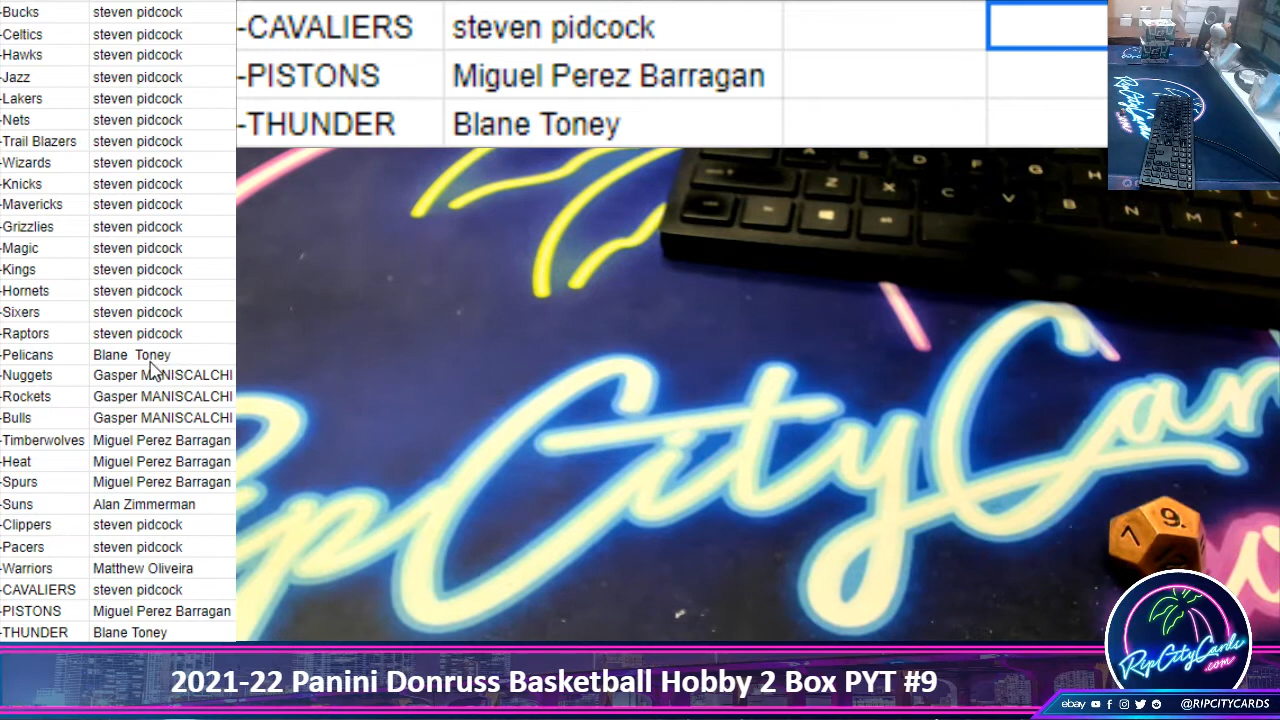 -Bucks steven pidcock
-Celtics steven pidcock
-Hawks steven pidcock
-Jazz steven pidcock
-Lakers steven pidcock
-Nets steven pidcock
-Trail Blazers steven pidcock
-Wizards steven pidcock
-Knicks steven pidcock
-Mavericks steven pidcock
-Grizzlies steven pidcock
-Magic steven pidcock
-Kings steven pidcock
-Hornets steven pidcock
-Sixers steven pidcock
-Raptors steven pidcock
-Pelicans Blane Toney
-Nuggets Gasper MANISCALCHI
-Rockets Gasper MANISCALCHI
-Bulls Gasper MANISCALCHI
-Timberwolves Miguel Perez Barragan
-Heat Miguel Perez Barragan
-Spurs Miguel Perez Barragan
-Suns Alan Zimmerman
-Clippers steven pidcock
-Pacers steven pidcock
-Warriors Matthew Oliveira
-CAVALIERS steven pidcock
-PISTONS Miguel Perez Barragan
-THUNDER Blane Toney
-CAVALIERS steven pidcock
-PISTONS Miguel Perez Barragan
-THUNDER Blane Toney
A S D F G H
Z X C V B N M
RipCityCar
7 9.
RipCityCards
.com
2021-22 Panini Donruss Basketball Hobby 2 Box PYT #9
ebay @RIPCITYCARDS